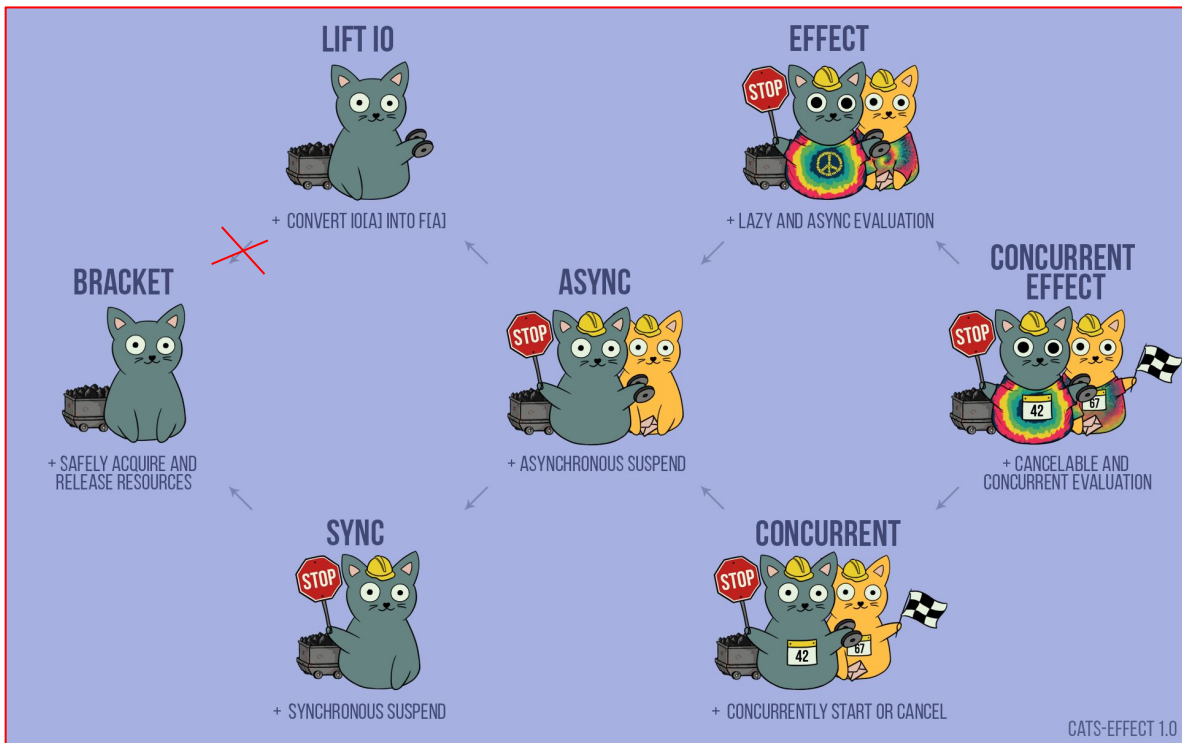 LIFT IO
+ CONVERT IO[A] INTO F[A]
EFFECT
STOP
+ LAZY AND ASYNC EVALUATION
BRACKET
+ SAFELY ACQUIRE AND
RELEASE RESOURCES
ASYNC
STOP
+ ASYNCHRONOUS SUSPEND
CONCURRENT
EFFECT
STOP
42
67
+ CANCELABLE AND
CONCURRENT EVALUATION
SYNC
STOP
+ SYNCHRONOUS SUSPEND
CONCURRENT
STOP
42
67
+ CONCURRENTLY START OR CANCEL
CATS-EFFECT 1.0